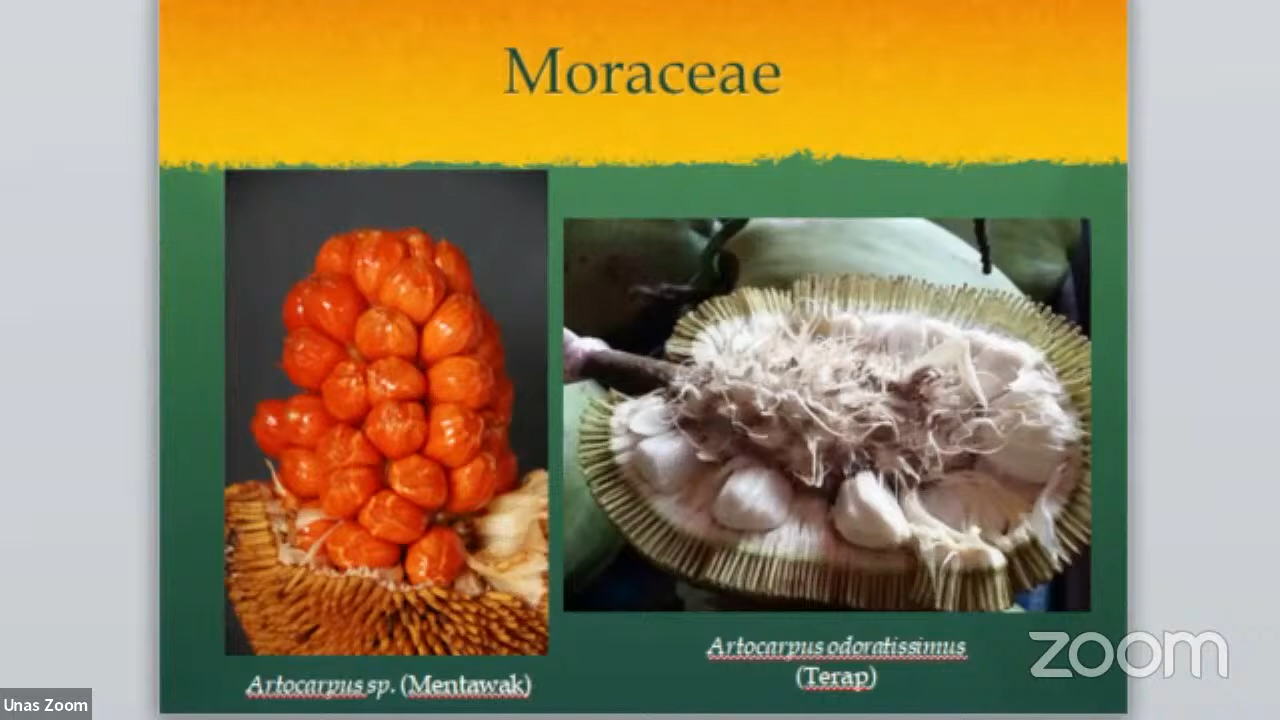 Moraceae
Artocarpus sp. (Mentawak)
Artocarpus odoratissimus
(Terap)
zoom
Unas Zoom